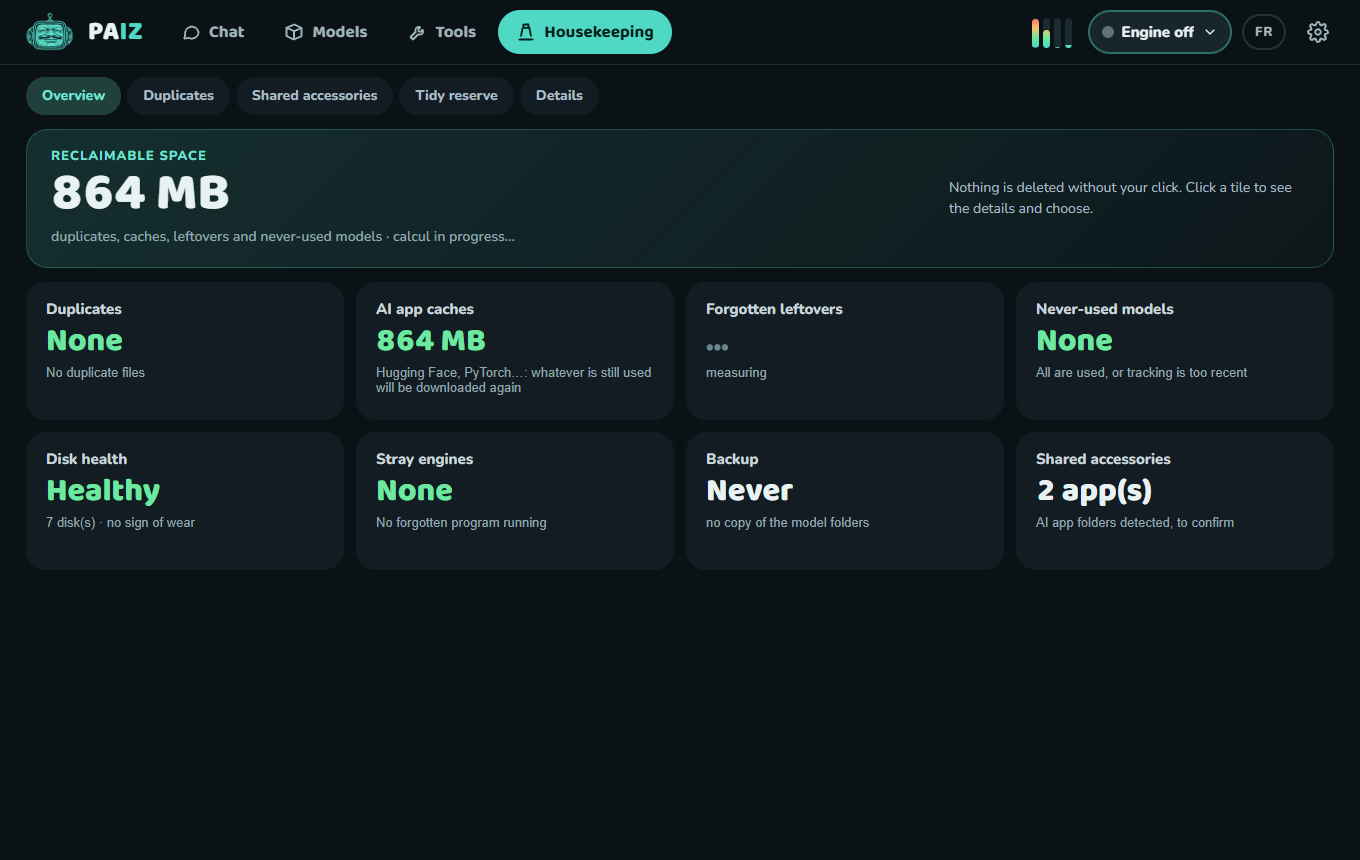 PAIZ
Chat
Models
Tools
Housekeeping
Engine off
FR
Overview
Duplicates
Shared accessories
Tidy reserve
Details
RECLAIMABLE SPACE
864 MB
duplicates, caches, leftovers and never-used models · calcul in progress...
Nothing is deleted without your click. Click a tile to see
the details and choose.
Duplicates
None
No duplicate files
AI app caches
864 MB
Hugging Face, PyTorch...: whatever is still used
will be downloaded again
Forgotten leftovers
•••
measuring
Never-used models
None
All are used, or tracking is too recent
Disk health
Healthy
7 disk(s) · no sign of wear
Stray engines
None
No forgotten program running
Backup
Never
no copy of the model folders
Shared accessories
2 app(s)
AI app folders detected, to confirm